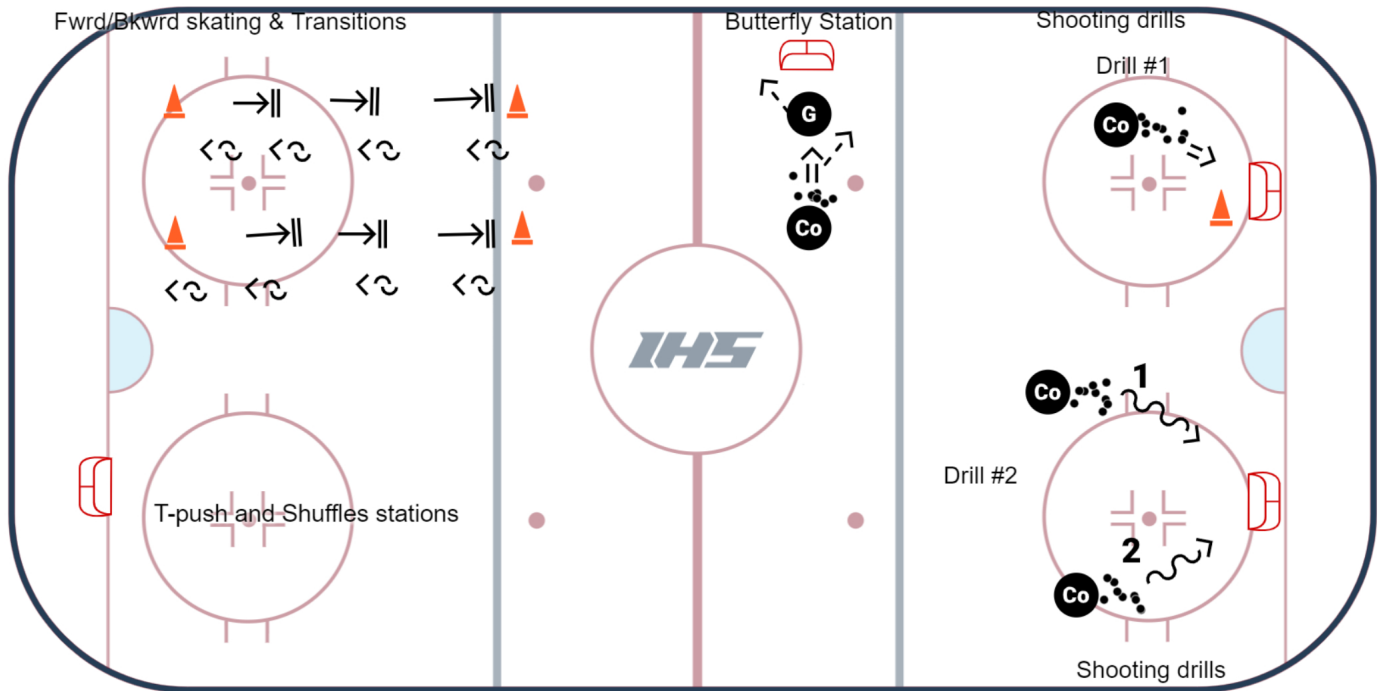 Fwrd/Bkwrd skating & Transitions
Butterfly Station
Shooting drills
Drill #1
G
Co
Co
IHS
Co
1
Drill #2
T-push and Shuffles stations
2
Co
Shooting drills